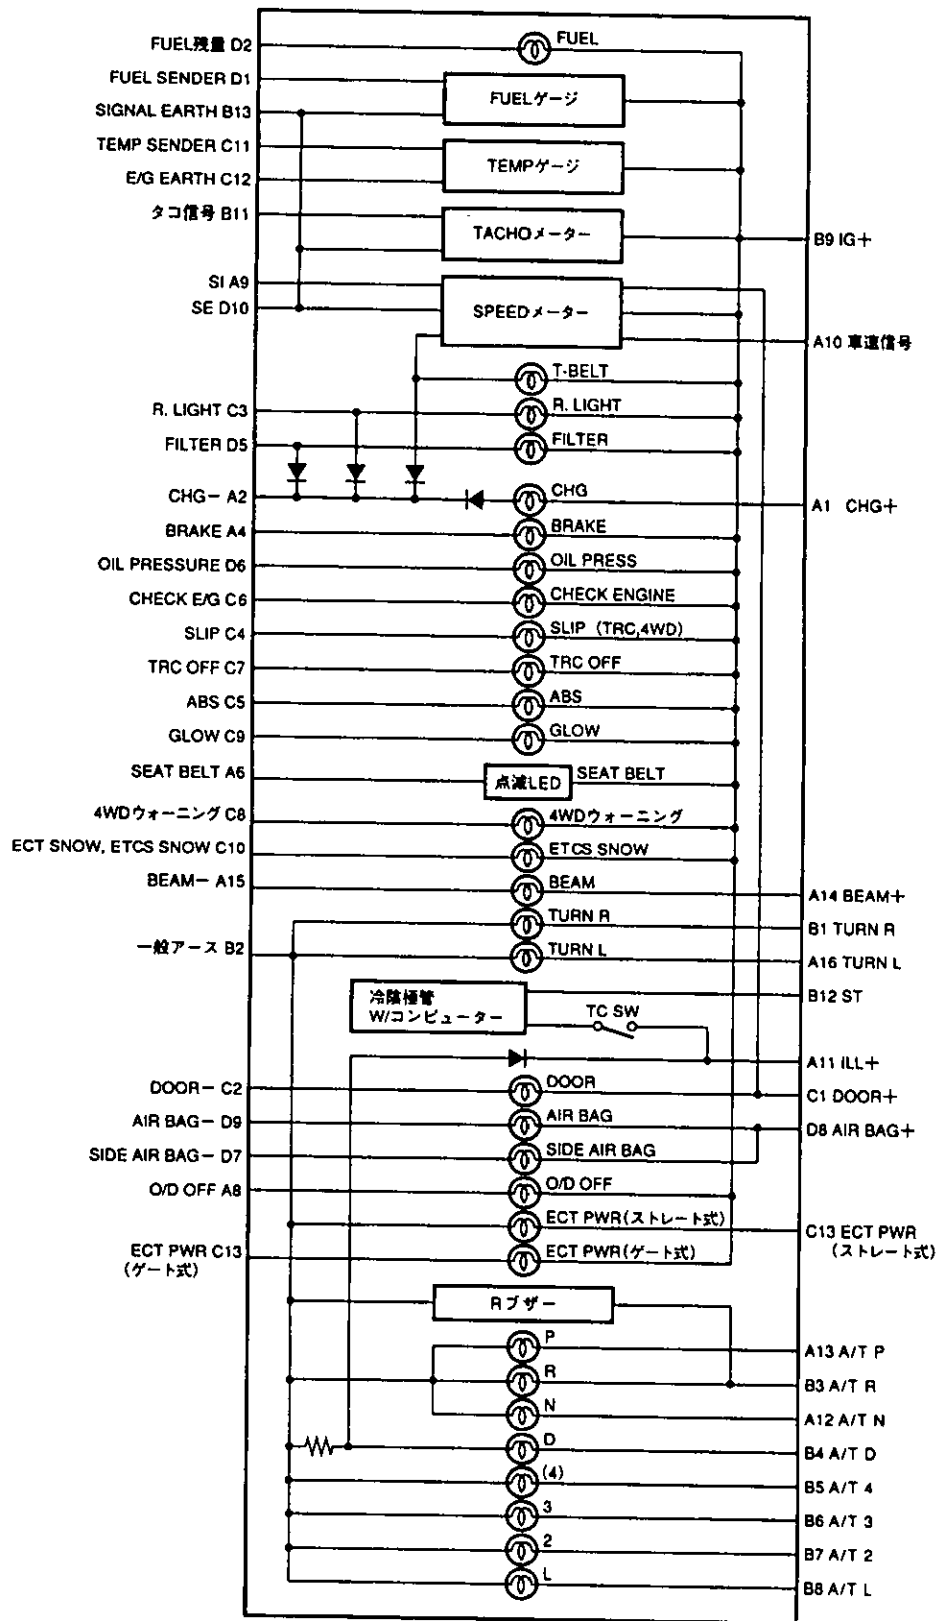 FUEL残量 D2
FUEL
FUEL SENDER D1
FUELゲージ
SIGNAL EARTH B13
TEMP SENDER C11
TEMPゲージ
E/G EARTH C12
タコ信号 B11
TACHOメーター
B9 IG+
SI A9
SE D10
SPEEDメーター
A10 車速信号
T-BELT
R. LIGHT C3
R. LIGHT
FILTER D5
FILTER
CHG− A2
CHG
A1 CHG+
BRAKE A4
BRAKE
OIL PRESSURE D6
OIL PRESS
CHECK E/G C6
CHECK ENGINE
SLIP C4
SLIP (TRC,4WD)
TRC OFF C7
TRC OFF
ABS C5
ABS
GLOW C9
GLOW
SEAT BELT A6
点滅LED
SEAT BELT
4WDウォーニング C8
4WDウォーニング
ECT SNOW, ETCS SNOW C10
ETCS SNOW
BEAM− A15
BEAM
A14 BEAM+
TURN R
B1 TURN R
一般アース B2
TURN L
A16 TURN L
冷陰極管
W/コンピューター
B12 ST
TC SW
A11 ILL+
DOOR− C2
DOOR
C1 DOOR+
AIR BAG− D9
AIR BAG
D8 AIR BAG+
SIDE AIR BAG− D7
SIDE AIR BAG
O/D OFF A8
O/D OFF
ECT PWR(ストレート式)
C13 ECT PWR
(ストレート式)
ECT PWR C13
(ゲート式)
ECT PWR(ゲート式)
Rブザー
P
A13 A/T P
R
B3 A/T R
N
A12 A/T N
D
B4 A/T D
(4)
B5 A/T 4
3
B6 A/T 3
2
B7 A/T 2
L
B8 A/T L